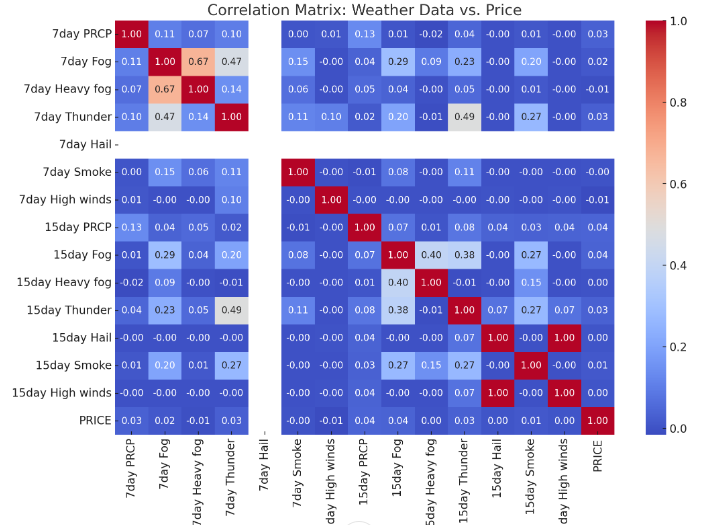 Correlation Matrix: Weather Data vs. Price
7day PRCP 1.00 0.11 0.07 0.10 0.00 0.01 0.13 0.01 -0.02 0.04 -0.00 0.01 -0.00 0.03
7day Fog 0.11 1.00 0.67 0.47 0.15 -0.00 0.04 0.29 0.09 0.23 -0.00 0.20 -0.00 0.02
7day Heavy fog 0.07 0.67 1.00 0.14 0.06 -0.00 0.05 0.04 -0.00 0.05 -0.00 0.01 -0.00 -0.01
7day Thunder 0.10 0.47 0.14 1.00 0.11 0.10 0.02 0.20 -0.01 0.49 -0.00 0.27 -0.00 0.03
7day Hail
7day Smoke 0.00 0.15 0.06 0.11 1.00 -0.00 -0.01 0.08 -0.00 0.11 -0.00 -0.00 -0.00 -0.00
7day High winds 0.01 -0.00 -0.00 0.10 -0.00 1.00 -0.00 -0.00 -0.00 -0.00 -0.00 -0.00 -0.00 -0.01
15day PRCP 0.13 0.04 0.05 0.02 -0.01 -0.00 1.00 0.07 0.01 0.08 0.04 0.03 0.04 0.04
15day Fog 0.01 0.29 0.04 0.20 0.08 -0.00 0.07 1.00 0.40 0.38 -0.00 0.27 -0.00 0.04
15day Heavy fog -0.02 0.09 -0.00 -0.01 -0.00 -0.00 0.01 0.40 1.00 -0.01 -0.00 0.15 -0.00 0.00
15day Thunder 0.04 0.23 0.05 0.49 0.11 -0.00 0.08 0.38 -0.01 1.00 0.07 0.27 0.07 0.03
15day Hail -0.00 -0.00 -0.00 -0.00 -0.00 -0.00 0.04 -0.00 -0.00 0.07 1.00 -0.00 1.00 0.00
15day Smoke 0.01 0.20 0.01 0.27 -0.00 -0.00 0.03 0.27 0.15 0.27 -0.00 1.00 -0.00 0.01
15day High winds -0.00 -0.00 -0.00 -0.00 -0.00 -0.00 0.04 -0.00 -0.00 0.07 1.00 -0.00 1.00 0.00
PRICE 0.03 0.02 -0.01 0.03 -0.00 -0.01 0.04 0.04 0.00 0.03 0.00 0.01 0.00 1.00
7day PRCP
7day Fog
7day Heavy fog
7day Thunder
7day Hail
7day Smoke
day High winds
15day PRCP
15day Fog
5day Heavy fog
15day Thunder
15day Hail
15day Smoke
day High winds
PRICE
1.0
0.8
0.6
0.4
0.2
0.0